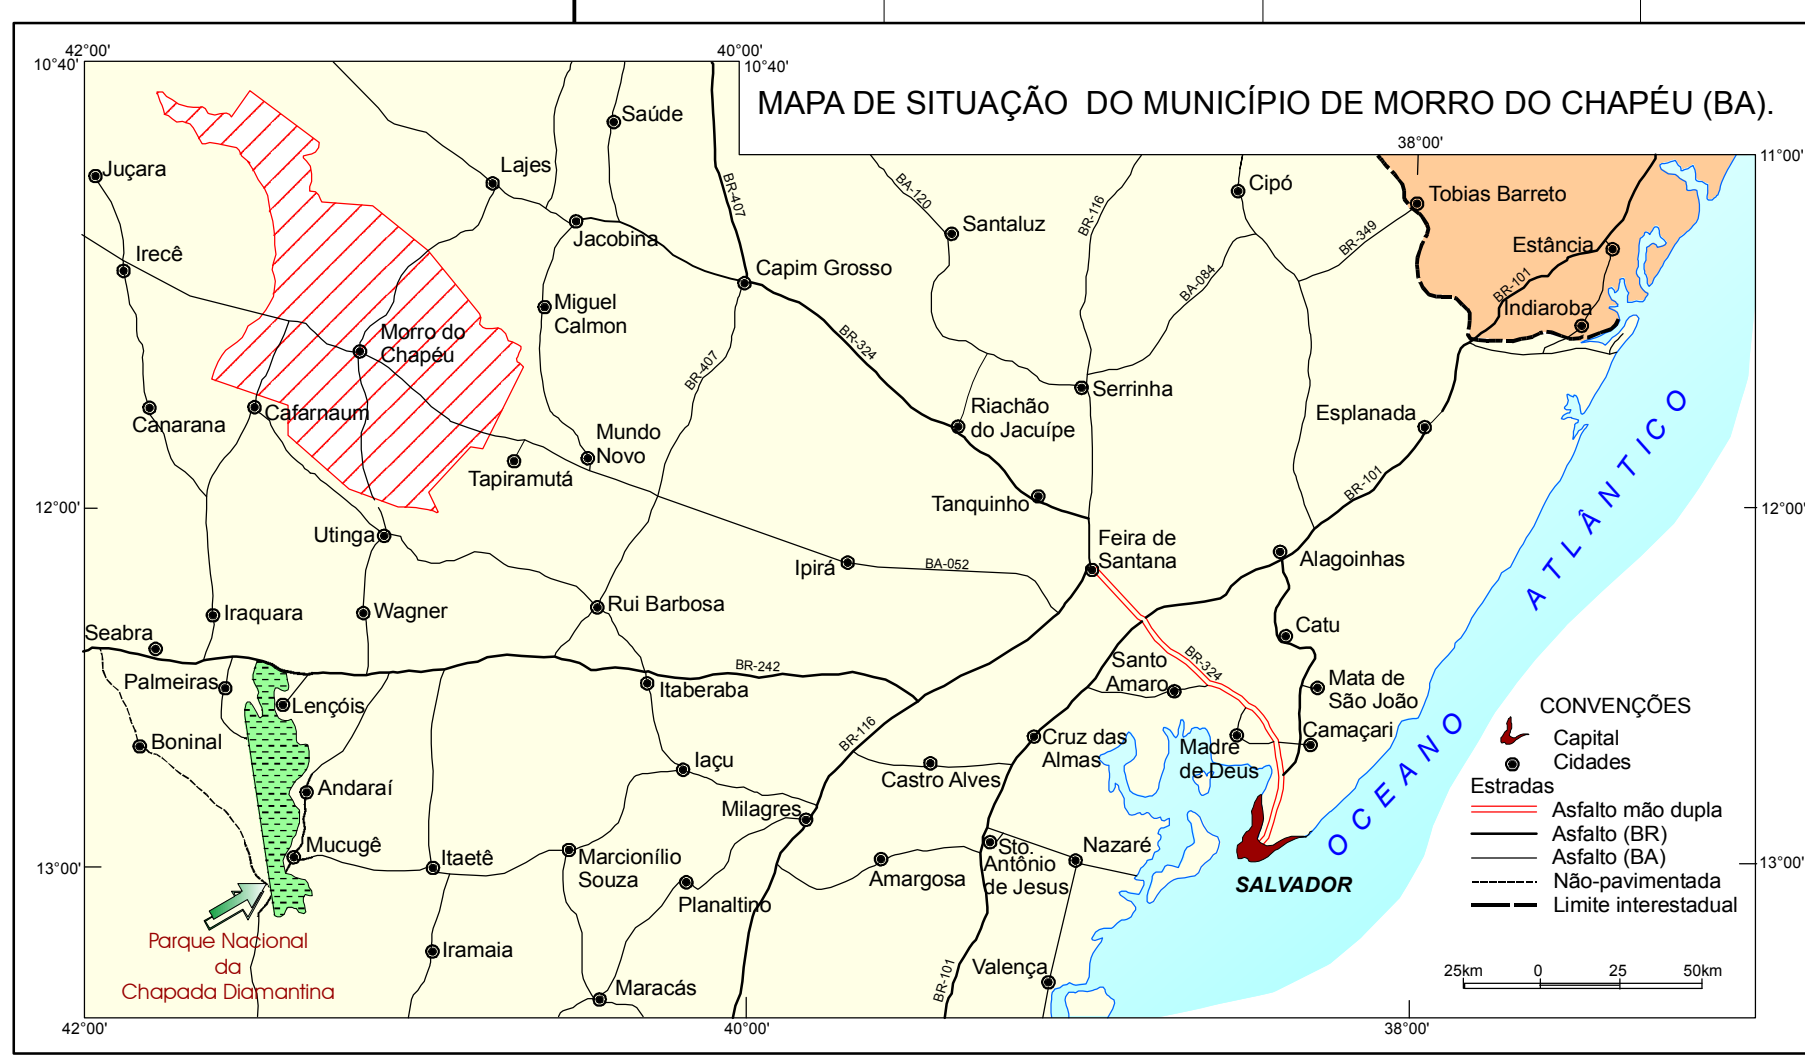 42°00'
40°00'
10°40'
10°40'
MAPA DE SITUAÇÃO DO MUNICÍPIO DE MORRO DO CHAPÉU (BA).
38°00'
11°00'
Saúde
Lajes
Juçara
BR-407
BA-120
BR-116
Cipó
Tobias Barreto
Santaluz
Jacobina
BR-349
Estância
Irecê
Capim Grosso
BA-084
BR-101
Miguel
Calmon
Indiaroba
Morro do
Chapéu
BR-324
BR-407
Serrinha
Cafarnaum
Canarana
Riachão
do Jacuípe
Esplanada
Mundo
Novo
Tapiramutá
BR-101
Tanquinho
12°00'
12°00'
Utinga
Feira de
Santana
Alagoinhas
Ipirá
BA-052
OCEANO ATLÂNTICO
Iraquara
Wagner
Rui Barbosa
Seabra
Catu
BR-242
Santo
Amaro
BR-324
Palmeiras
Itaberaba
Mata de
São João
Lençóis
Boninal
BR-116
Cruz das
Almas
Madre
de Deus
Camaçari
Iaçu
Castro Alves
Andaraí
Milagres
Mucugê
Itaetê
Marcionílio
Souza
Sto.
Antônio
de Jesus
Nazaré
Amargosa
13°00'
13°00'
SALVADOR
Planaltino
Parque Nacional
da
Chapada Diamantina
Iramaia
Maracás
BR-101
Valença
CONVENÇÕES
Capital
Cidades
Estradas
Asfalto mão dupla
Asfalto (BR)
Asfalto (BA)
Não-pavimentada
Limite interestadual
25km 0 25 50km
42°00'
40°00'
38°00'